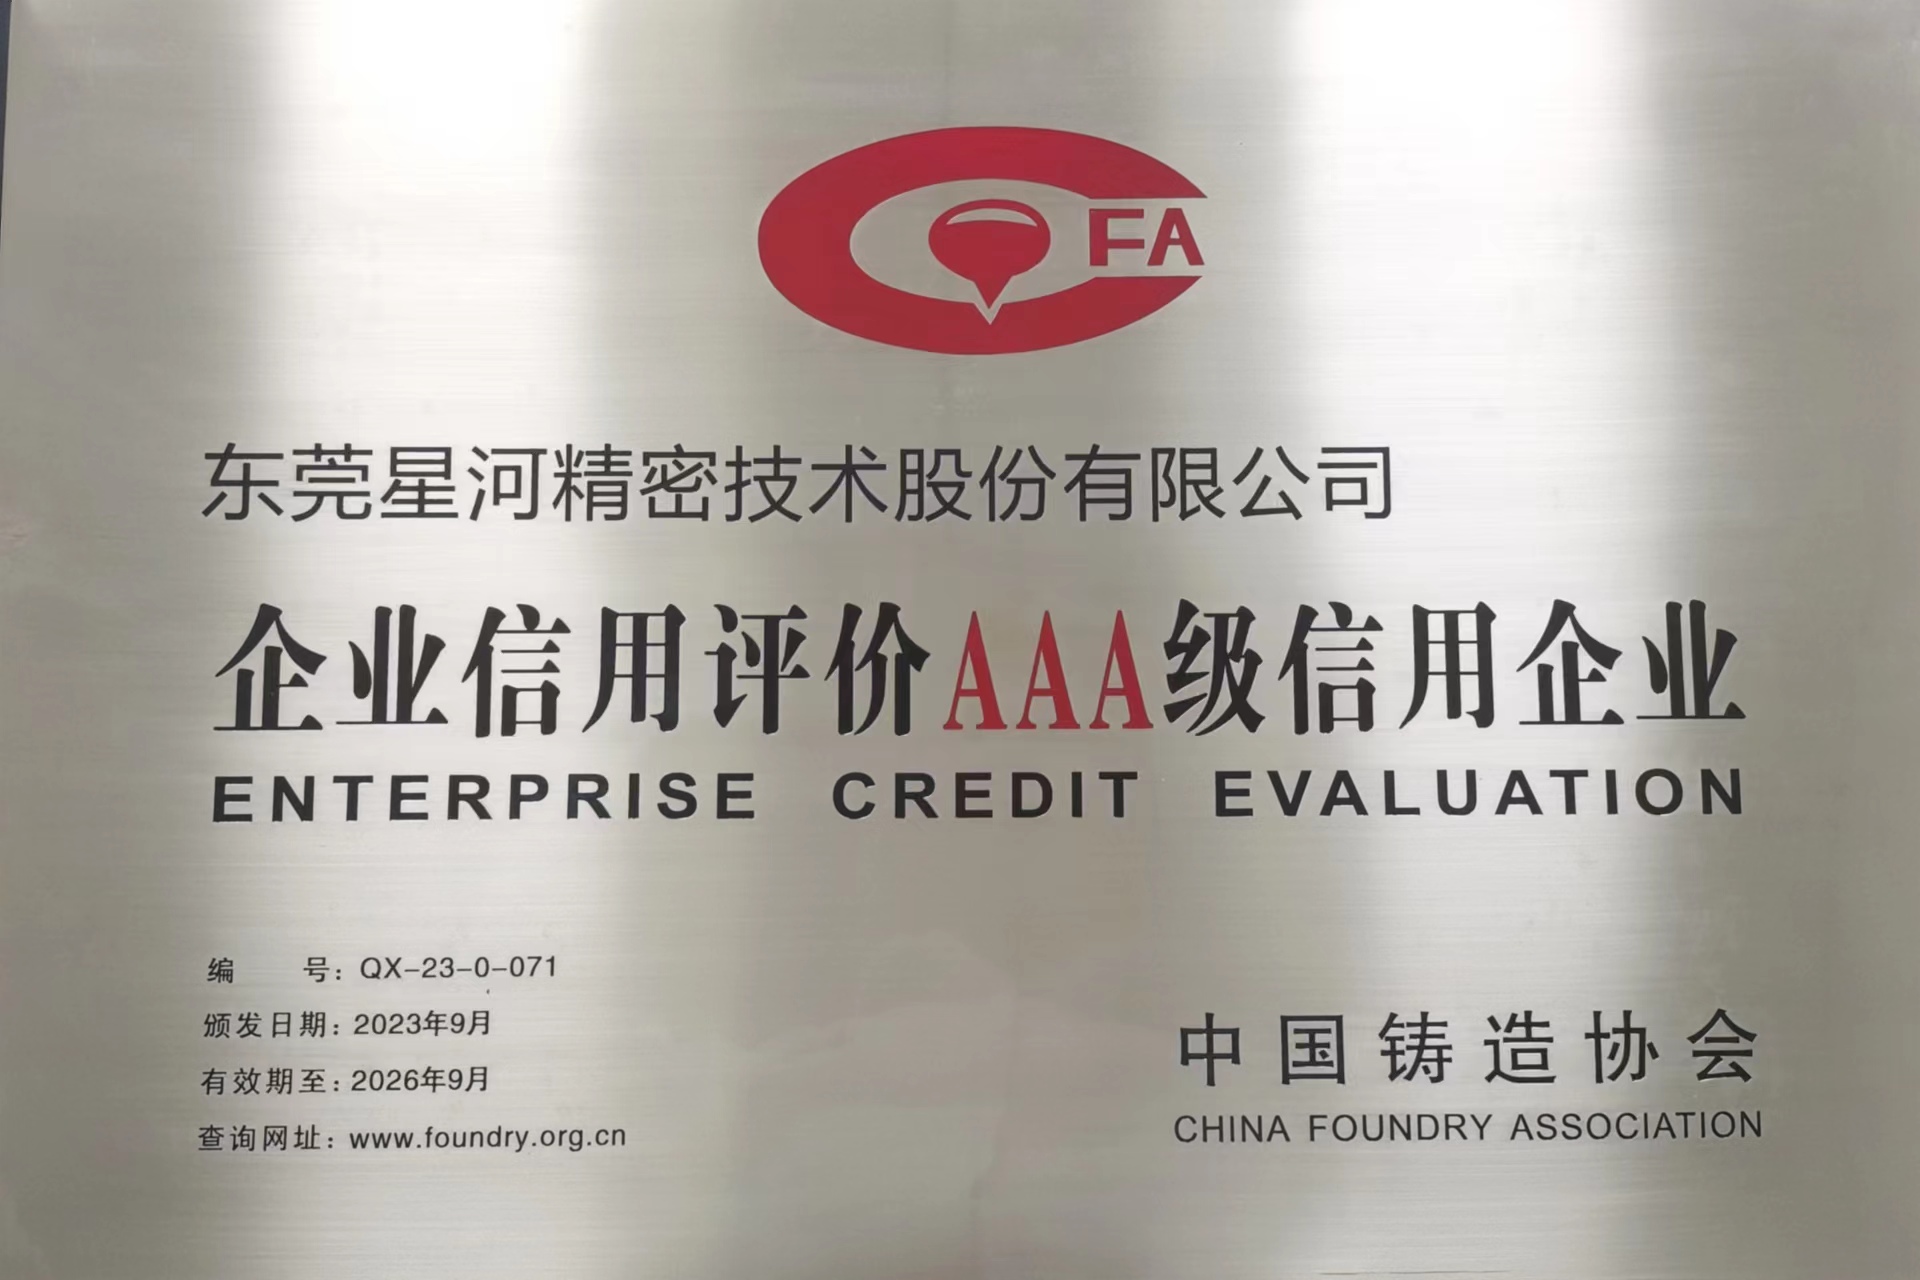 CFA
东莞星河精密技术股份有限公司
企业信用评价AAA级信用企业
ENTERPRISE CREDIT EVALUATION
编 号：QX-23-0-071
颁发日期：2023年9月
有效期至：2026年9月
查询网址：www.foundry.org.cn
中国铸造协会
CHINA FOUNDRY ASSOCIATION